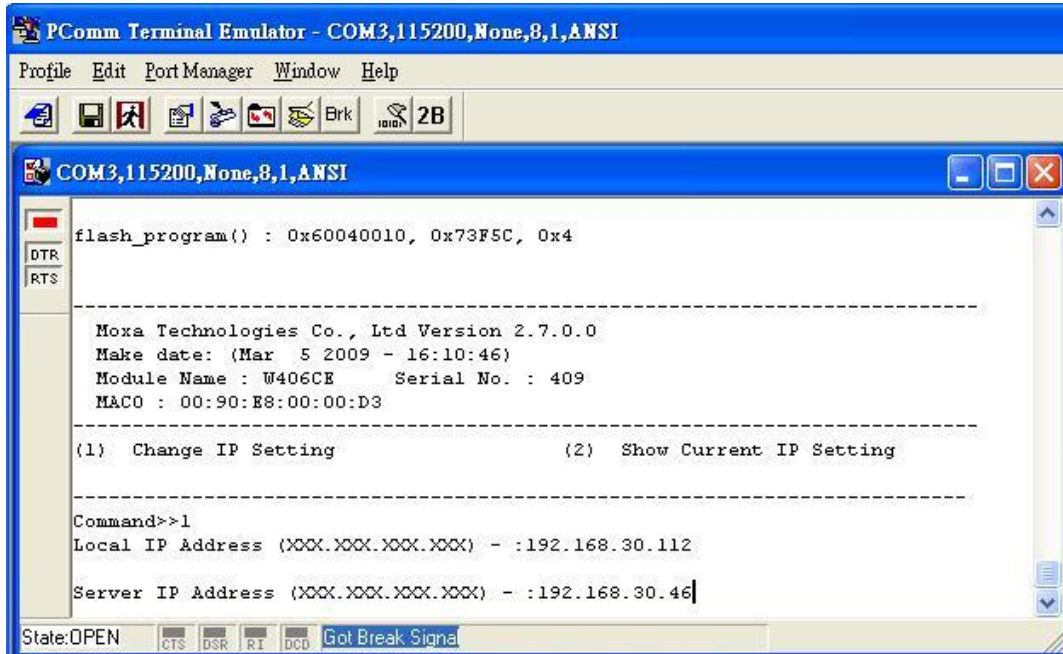 PComm Terminal Emulator - COM3,115200,None,8,1,ANSI
Profile Edit Port Manager Window Help
Brk 2B
COM3,115200,None,8,1,ANSI
DTR
RTS
flash_program() : 0x60040010, 0x73F5C, 0x4
--------------------------------------------------------------------------------
Moxa Technologies Co., Ltd Version 2.7.0.0
Make date: (Mar 5 2009 - 16:10:46)
Module Name : W406CE Serial No. : 409
MAC0 : 00:90:E8:00:00:D3
--------------------------------------------------------------------------------
(1) Change IP Setting (2) Show Current IP Setting
-------------------------------------------------------------------------------
Command>>1
Local IP Address (XXX.XXX.XXX.XXX) - :192.168.30.112
Server IP Address (XXX.XXX.XXX.XXX) - :192.168.30.46
State:OPEN CTS DSR RI DCD Got Break Signal